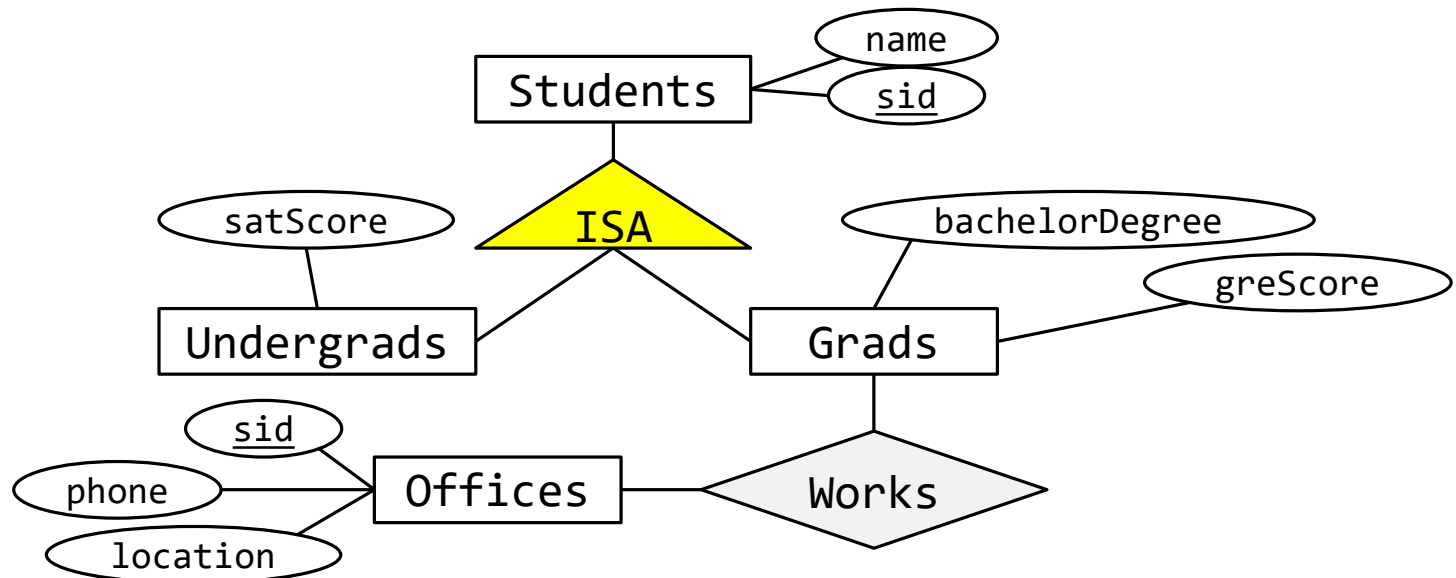 name
Students
sid
satScore
ISA
bachelorDegree
greScore
Undergrads
Grads
sid
phone
Offices
Works
location